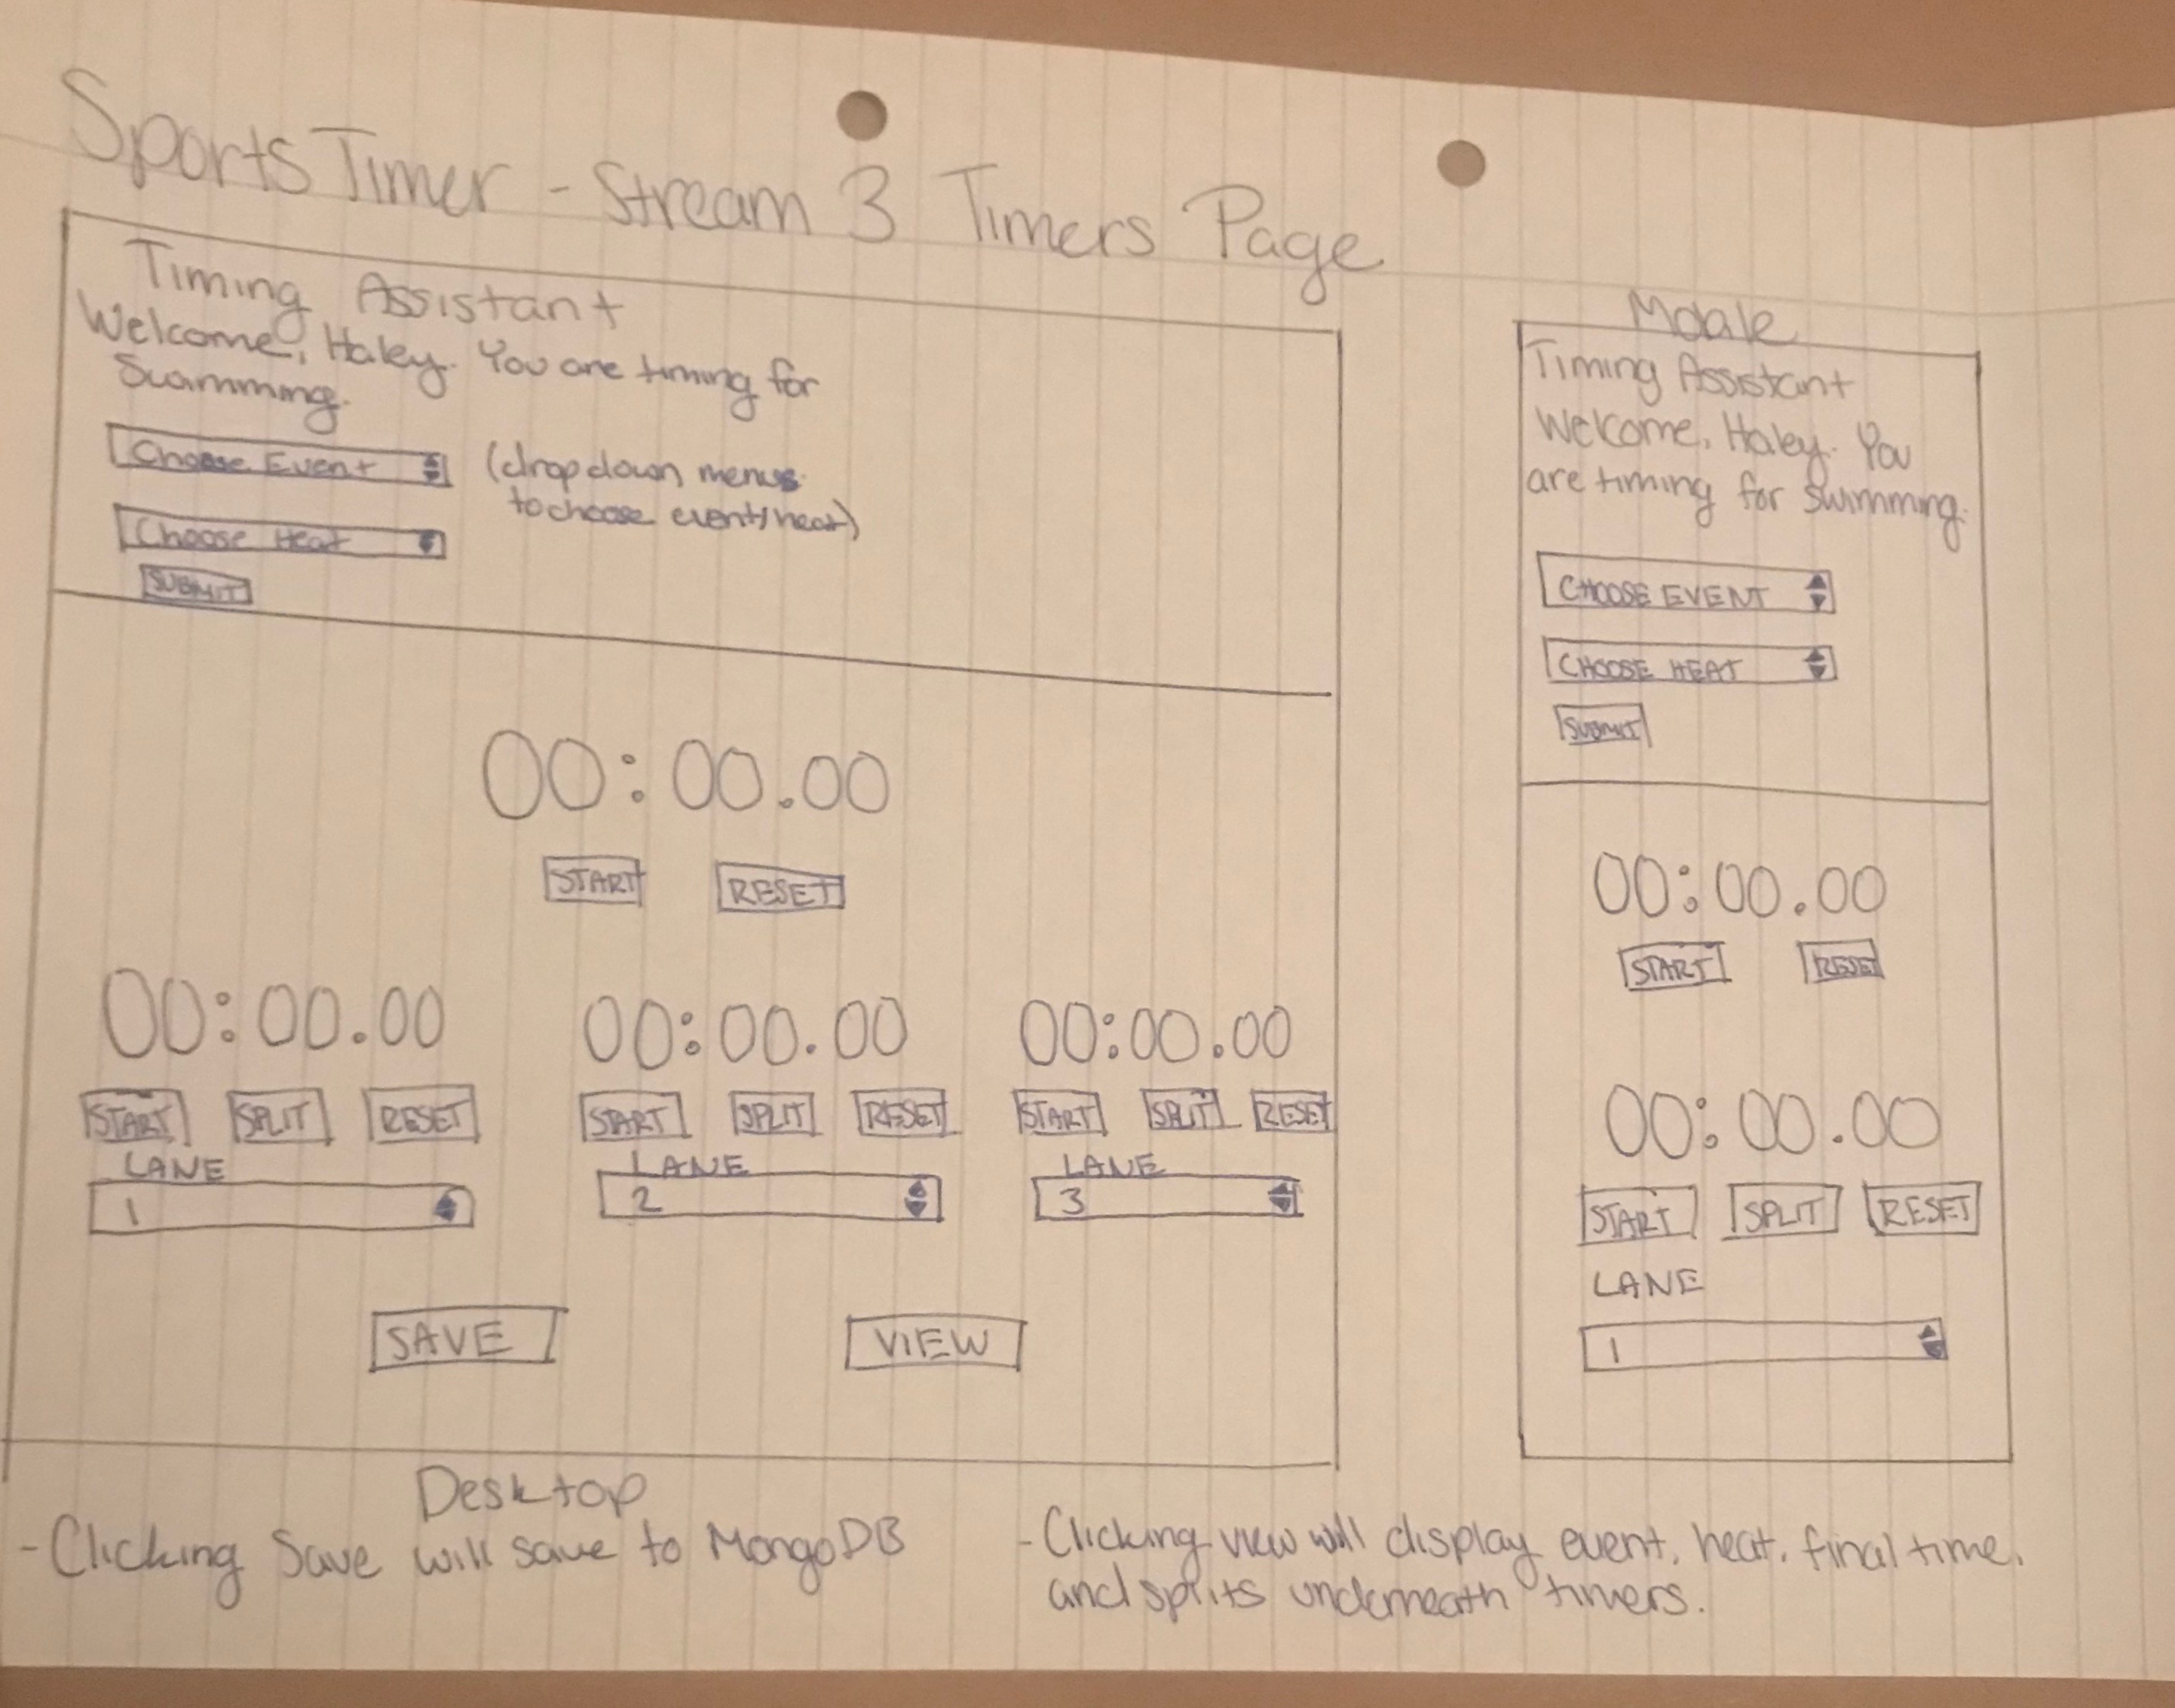 Sports Timer - Stream 3 Timers Page
Timing Assistant
Welcome, Haley. You are timing for
Swimming.
Choose Event
(dropdown menus
to choose event/heat)
Choose Heat
SUBMIT
00:00.00
START RESET
00:00.00 00:00.00 00:00.00
START SPLIT RESET START SPLIT RESET START SPLIT RESET
LANE LANE LANE
1 2 3
SAVE VIEW
Desktop
Mobile
Timing Assistant
Welcome, Haley. You
are timing for Swimming.
CHOOSE EVENT
CHOOSE HEAT
SUBMIT
00:00.00
START RESET
00:00.00
START SPLIT RESET
LANE
1
- Clicking Save will save to MongoDB
- Clicking view will display event, heat, final time,
and splits underneath timers.